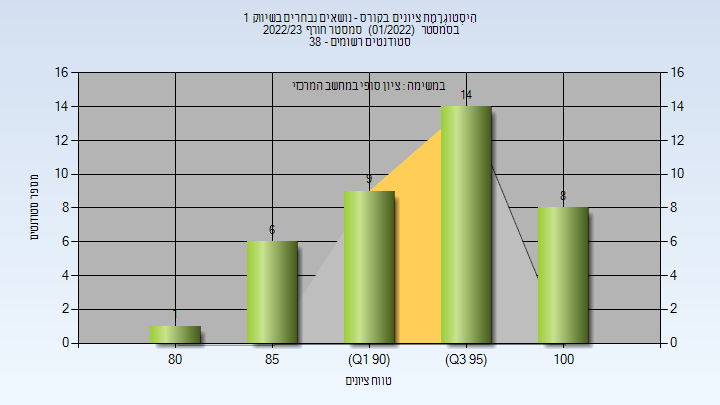 היסטוגרמת ציונים בקורס - נושאים נבחרים בשיווק 1
בסמסטר (01/2022) סמסטר חורף 2022/23
סטודנטים רשומים - 38
במשימה : ציון סופי במחשב המרכזי
16 16
14 14
12 12
10 10
8 8
6 6
4 4
2 2
0 0
1 6 9 14 8
מספר סטודנטים
80 85 (Q1 90) (Q3 95) 100
טווח ציונים